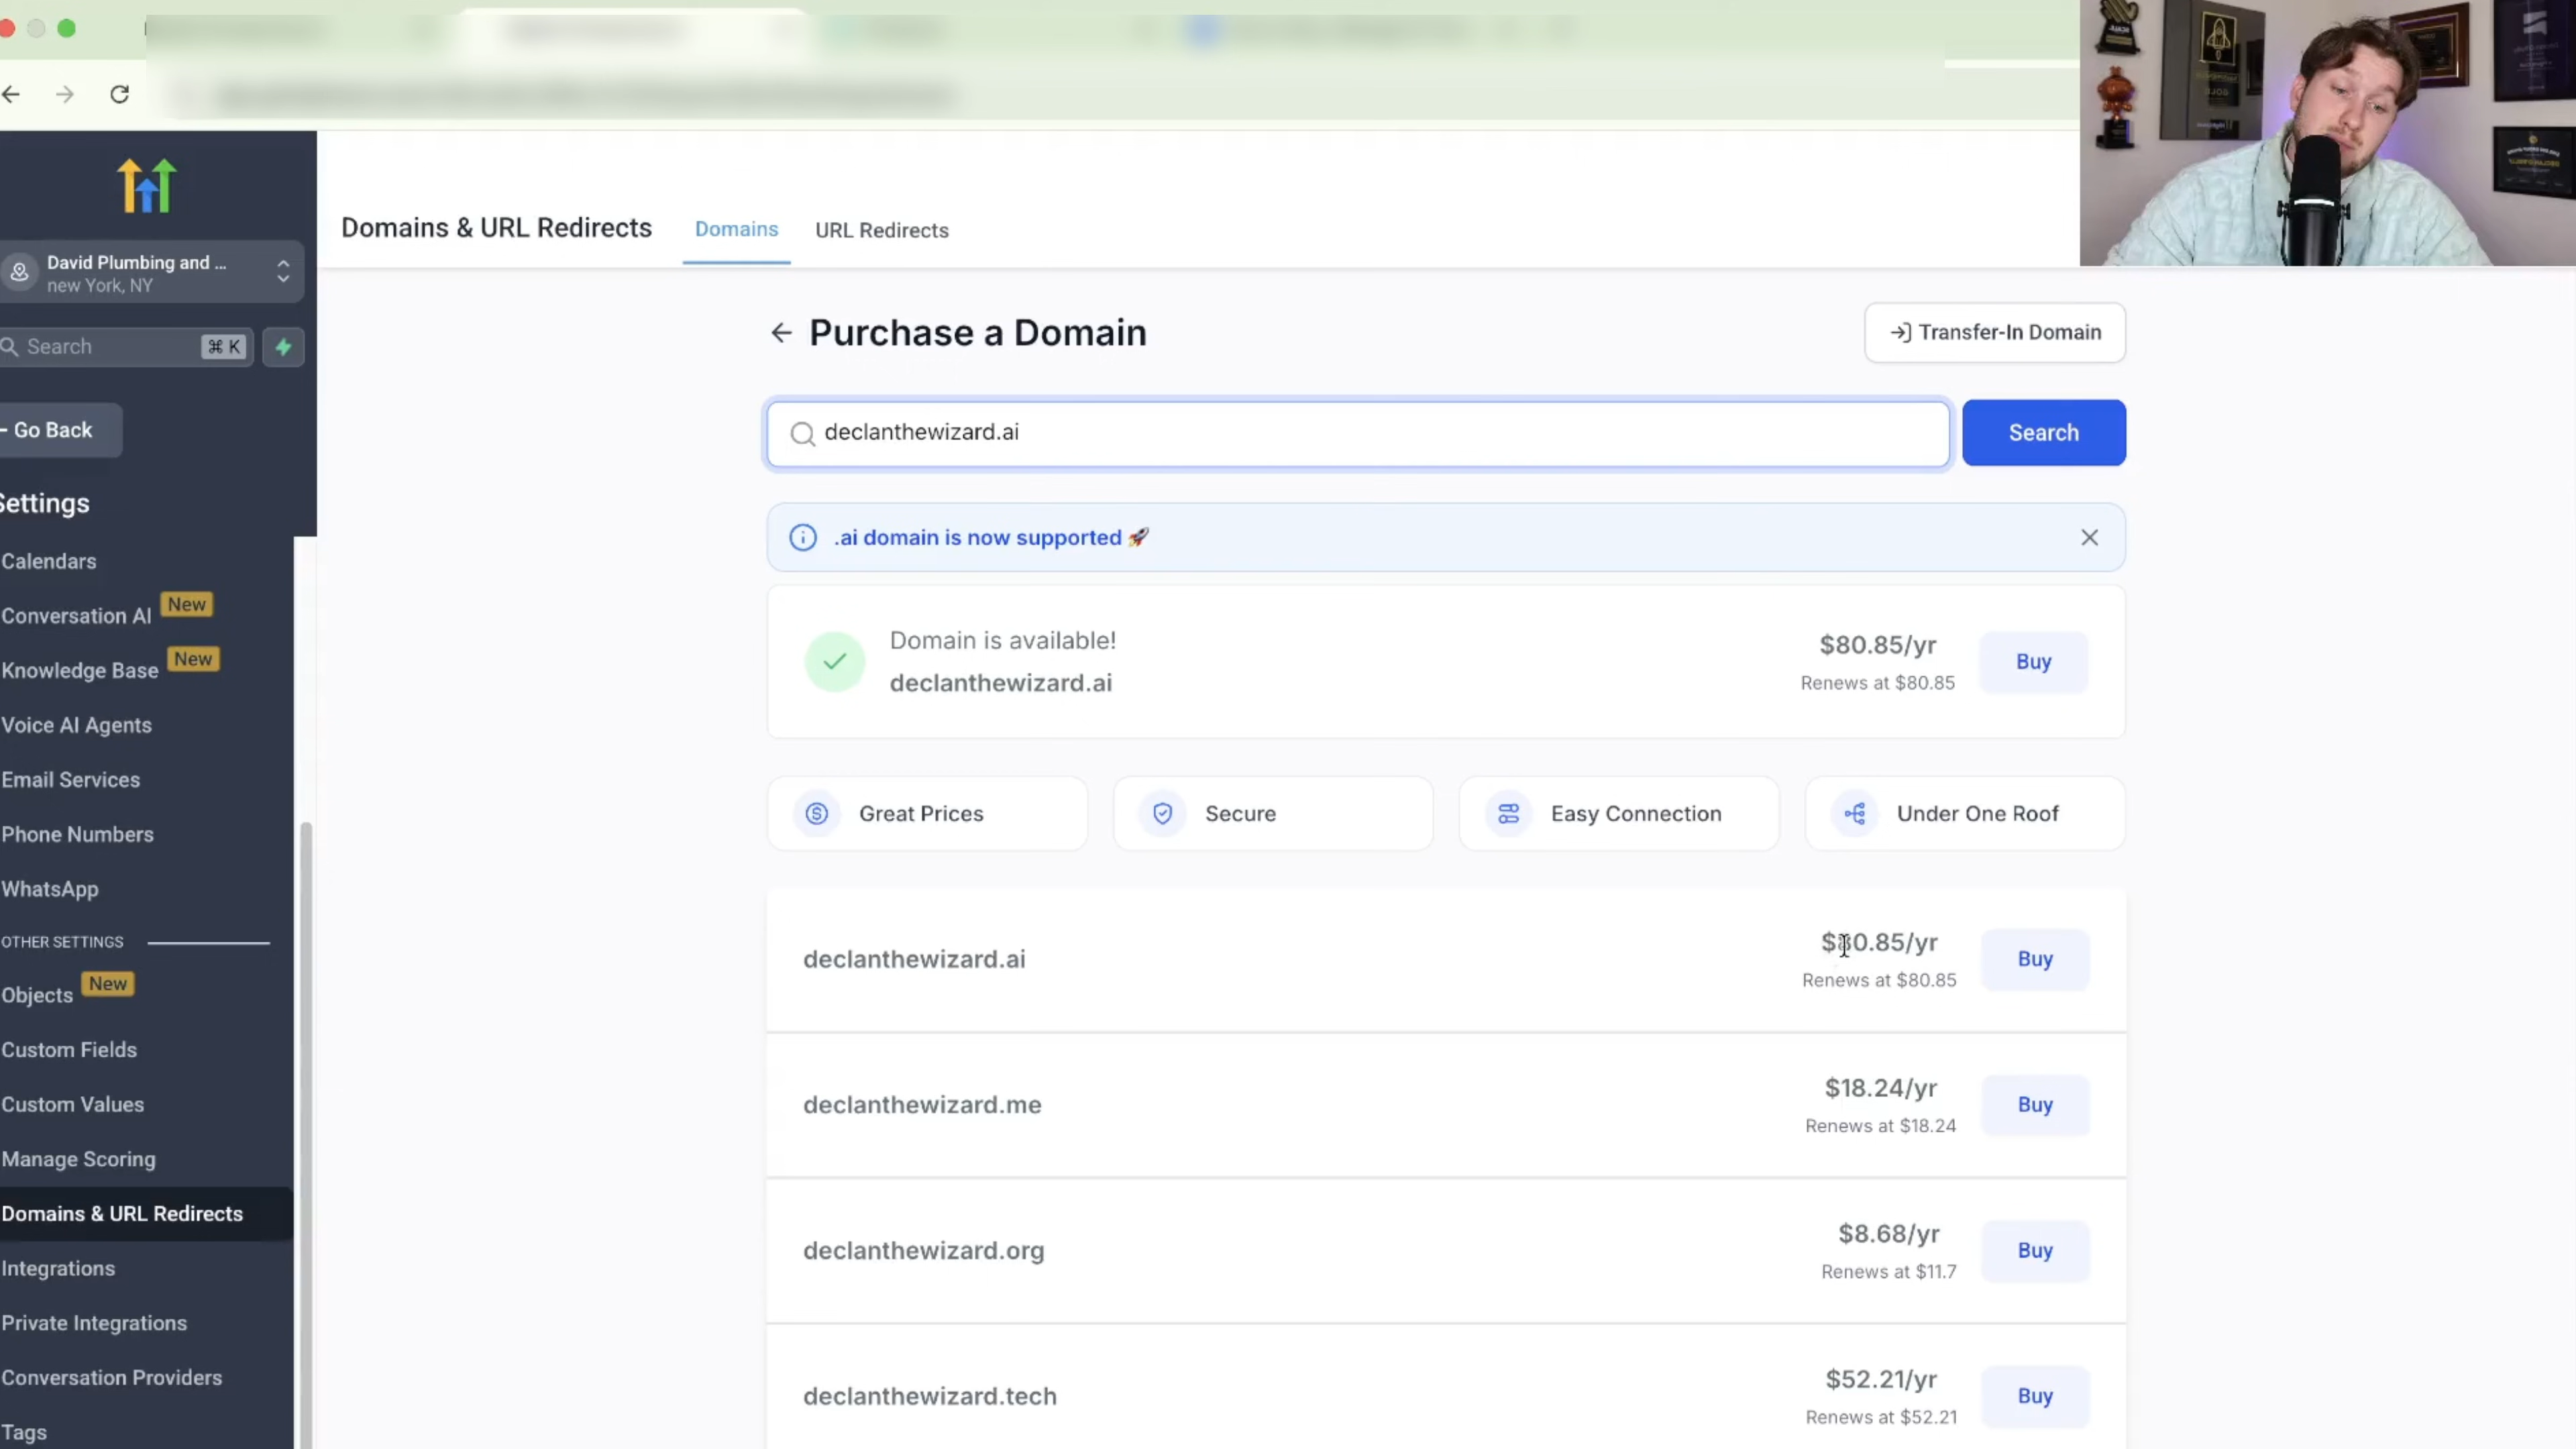 David Plumbing and ...
new York, NY
Search
⌘ K
Go Back
Settings
Calendars
Conversation AI New
Knowledge Base New
Voice AI Agents
Email Services
Phone Numbers
WhatsApp
OTHER SETTINGS
Objects New
Custom Fields
Custom Values
Manage Scoring
Domains & URL Redirects
Integrations
Private Integrations
Conversation Providers
Tags
Domains & URL Redirects
Domains
URL Redirects
Purchase a Domain
Transfer-In Domain
declanthewizard.ai
Search
.ai domain is now supported 🚀
Domain is available!
declanthewizard.ai
$80.85/yr
Renews at $80.85
Buy
Great Prices
Secure
Easy Connection
Under One Roof
declanthewizard.ai
$80.85/yr
Renews at $80.85
Buy
declanthewizard.me
$18.24/yr
Renews at $18.24
Buy
declanthewizard.org
$8.68/yr
Renews at $11.7
Buy
declanthewizard.tech
$52.21/yr
Renews at $52.21
Buy